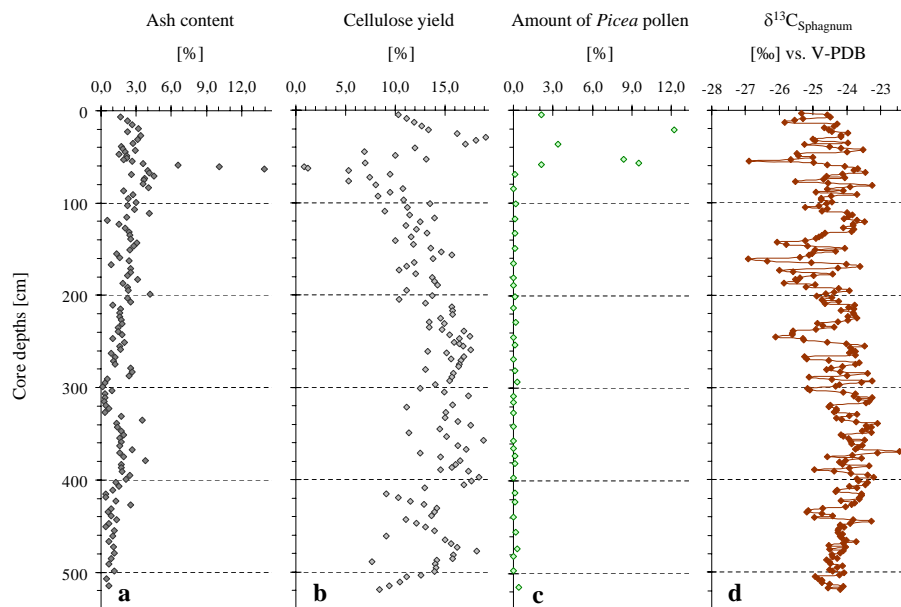 Ash content Cellulose yield Amount of Picea pollen δ¹³C_Sphagnum
[%] [%] [%] [‰] vs. V-PDB
0,0 3,0 6,0 9,0 12,0 0,0 5,0 10,0 15,0 0,0 3,0 6,0 9,0 12,0 -28 -27 -26 -25 -24 -23
0
100
200
300
400
500
Core depths [cm]
a b c d